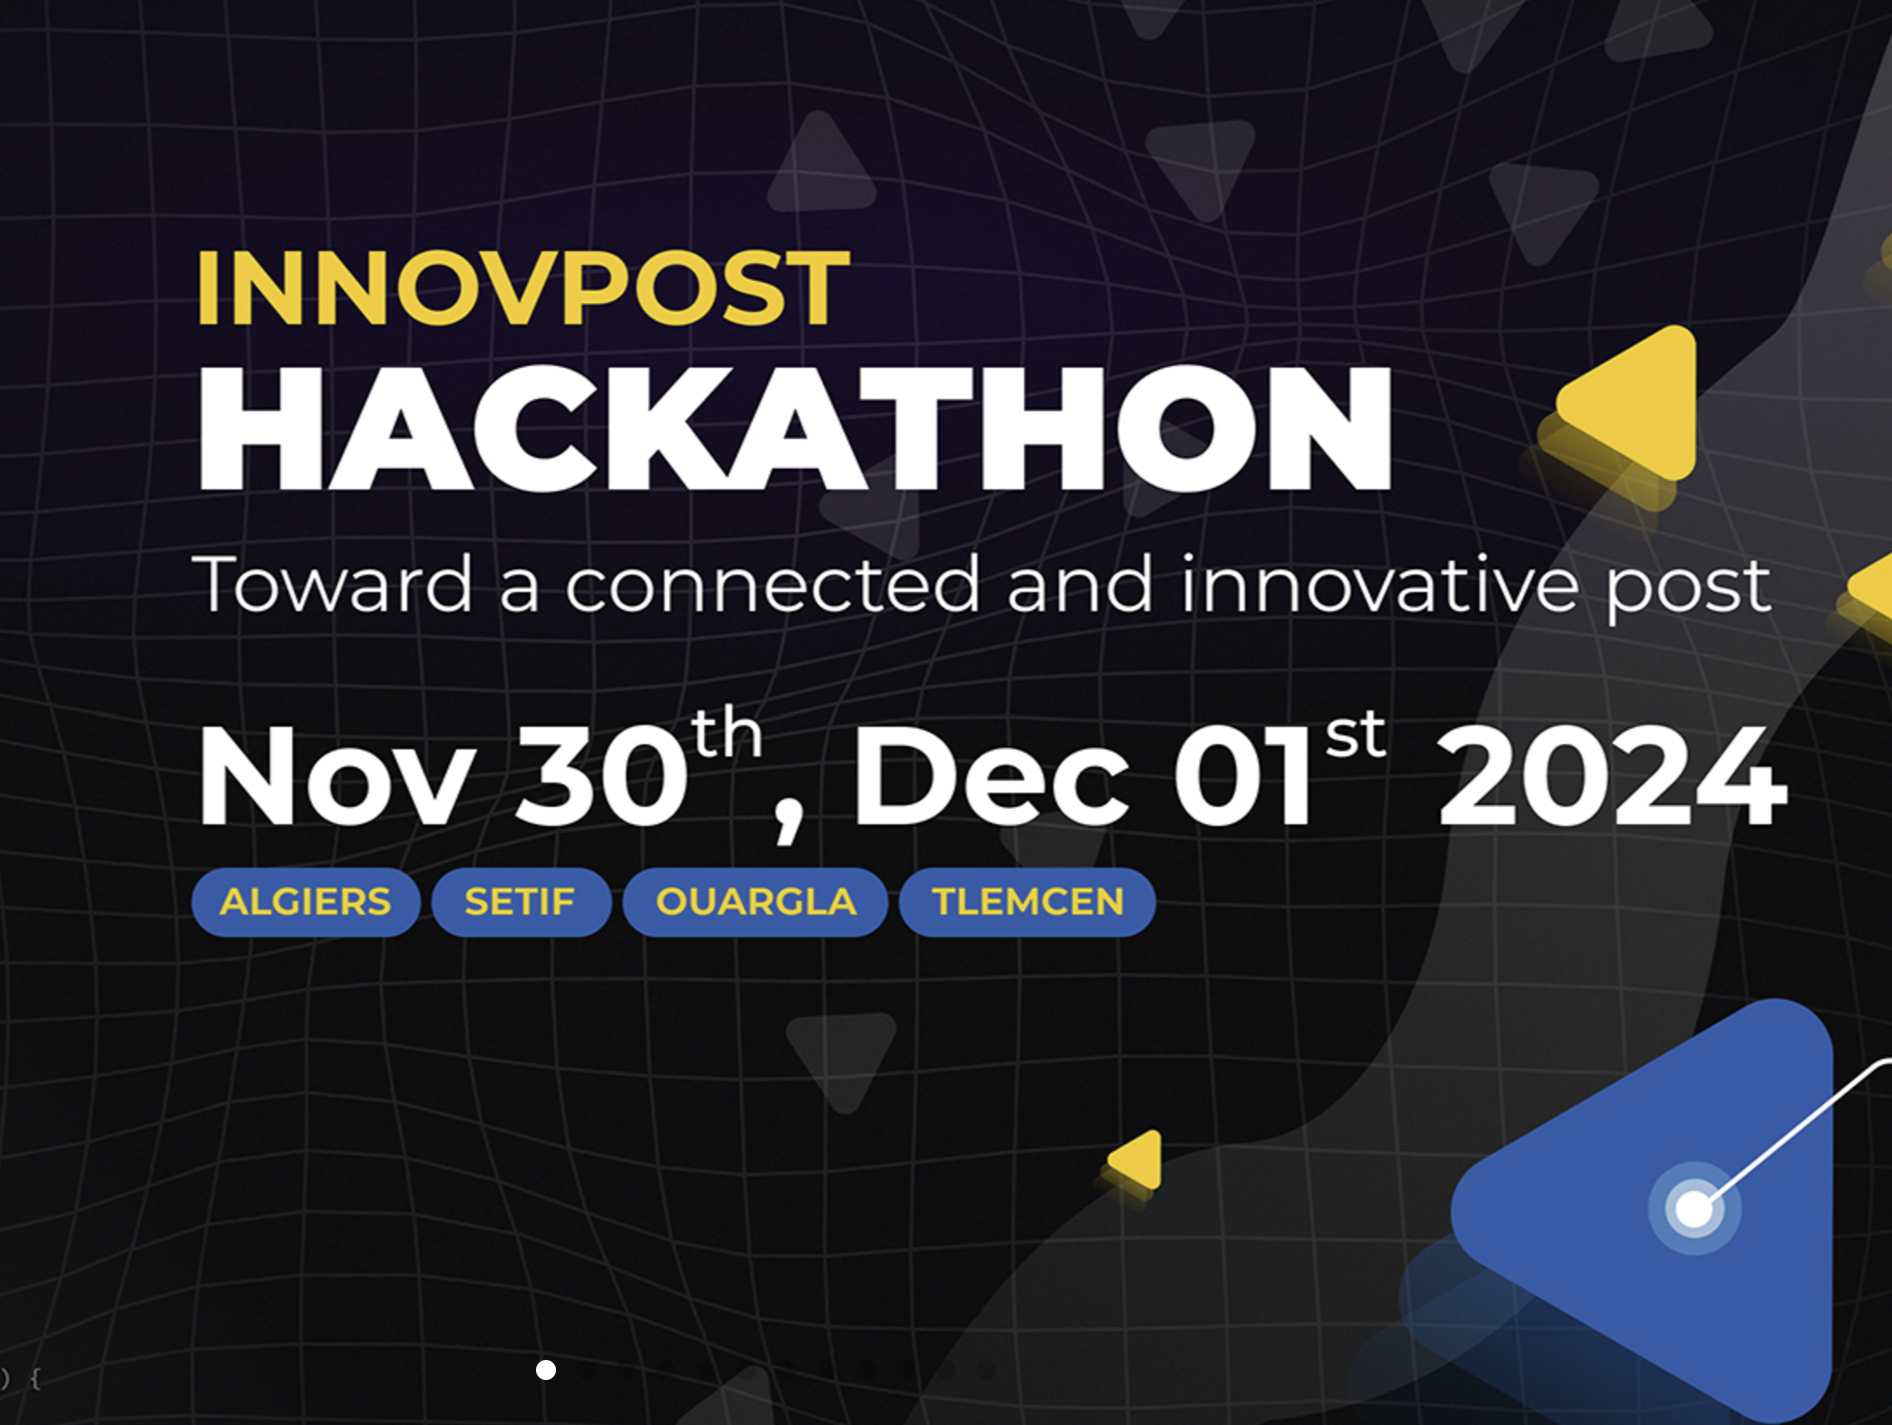 INNOVPOST
HACKATHON
Toward a connected and innovative post
Nov 30th, Dec 01st 2024
ALGIERS SETIF OUARGLA TLEMCEN
) {